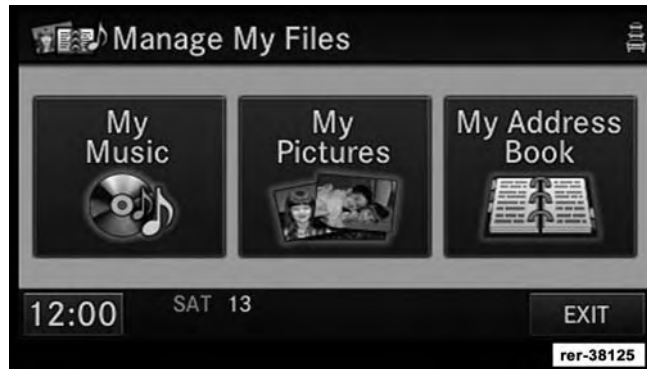 Manage My Files
My
Music
My
Pictures
My Address
Book
12:00
SAT 13
EXIT
rer-38125